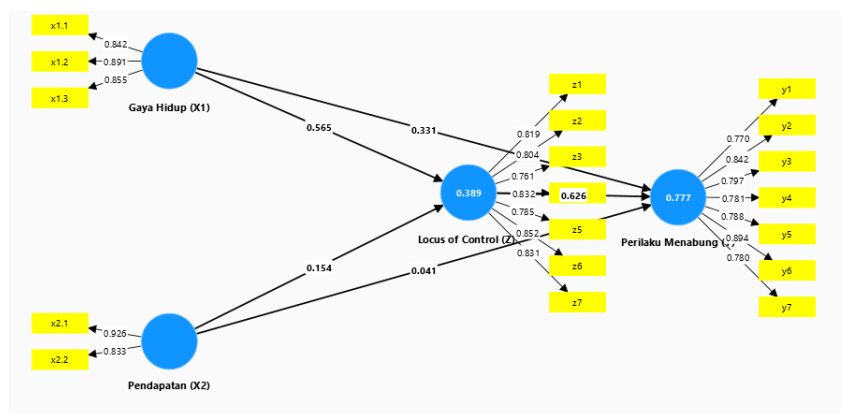 x1.1
0.842
x1.2
0.891
0.855
x1.3
Gaya Hidup (X1)
0.565
0.331
z1
0.819
z2
0.804
z3
0.761
0.389
0.832
0.626
0.785
z5
Locus of Control (Z)
0.852
z6
0.831
z7
y1
0.770
y2
0.842
y3
0.797
0.777
0.781
y4
0.788
y5
Perilaku Menabung (
0.894
y6
0.780
y7
0.154
0.041
x2.1
0.926
0.833
x2.2
Pendapatan (X2)